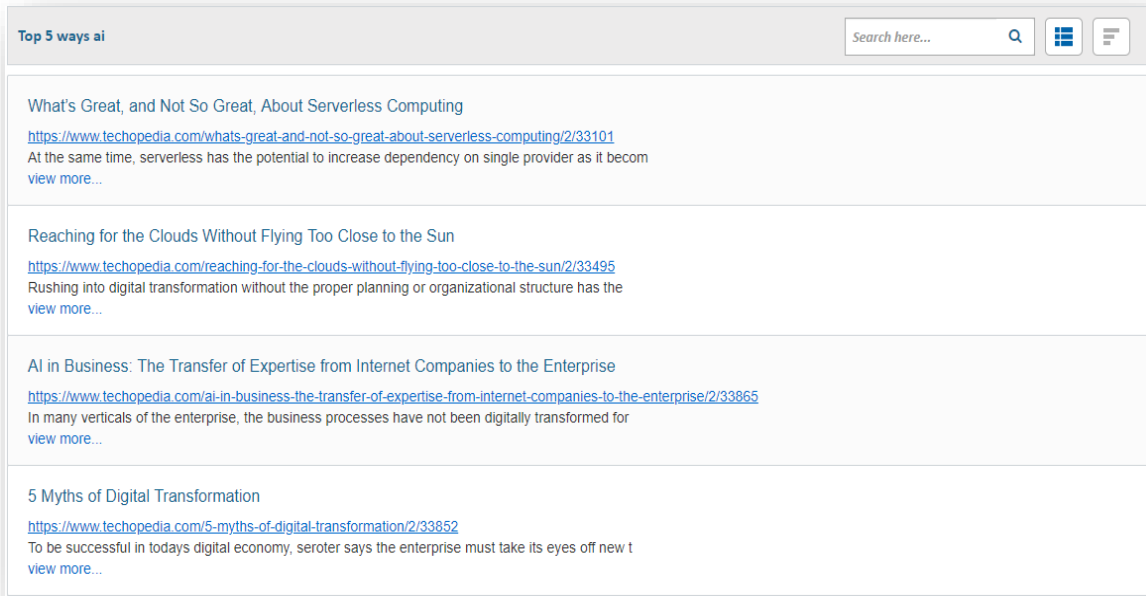 Top 5 ways ai
Search here...
What's Great, and Not So Great, About Serverless Computing
https://www.techopedia.com/whats-great-and-not-so-great-about-serverless-computing/2/33101
At the same time, serverless has the potential to increase dependency on single provider as it becom
view more...
Reaching for the Clouds Without Flying Too Close to the Sun
https://www.techopedia.com/reaching-for-the-clouds-without-flying-too-close-to-the-sun/2/33495
Rushing into digital transformation without the proper planning or organizational structure has the
view more...
AI in Business: The Transfer of Expertise from Internet Companies to the Enterprise
https://www.techopedia.com/ai-in-business-the-transfer-of-expertise-from-internet-companies-to-the-enterprise/2/33865
In many verticals of the enterprise, the business processes have not been digitally transformed for
view more...
5 Myths of Digital Transformation
https://www.techopedia.com/5-myths-of-digital-transformation/2/33852
To be successful in todays digital economy, seroter says the enterprise must take its eyes off new t
view more...